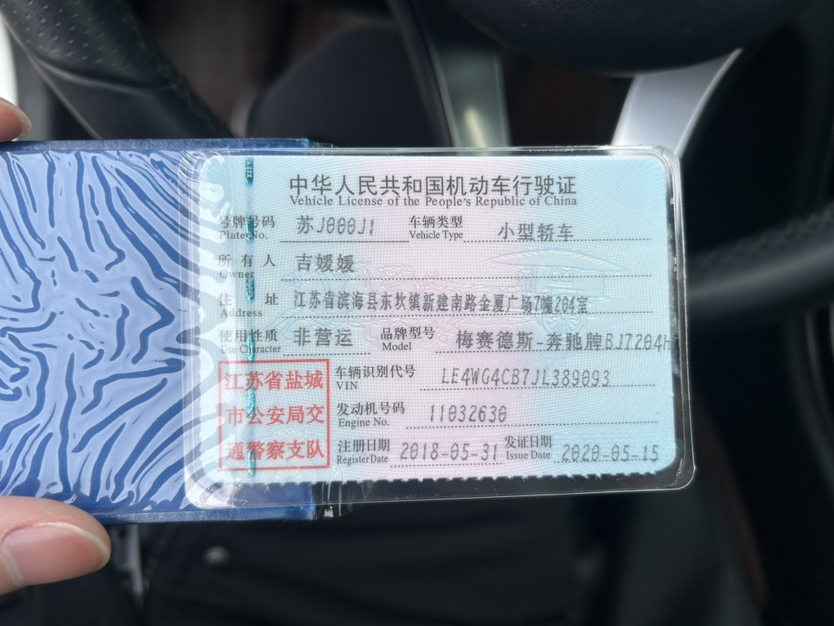 中华人民共和国机动车行驶证
Vehicle License of the People's Republic of China
号牌号码 苏J000J1 车辆类型 小型轿车
Plate No. Vehicle Type
所有人 吉媛媛
Owner
住址 江苏省滨海县东坎镇新建南路金厦广场7幢204室
Address
使用性质 非营运 品牌型号 梅赛德斯-奔驰牌BJ7204H
Use Character Model
江苏省盐城
市公安局交
通警察支队
车辆识别代号 LE4WG4CB7JL389093
VIN
发动机号码 11032630
Engine No.
注册日期 2018-05-31 发证日期 2020-05-15
Register Date Issue Date